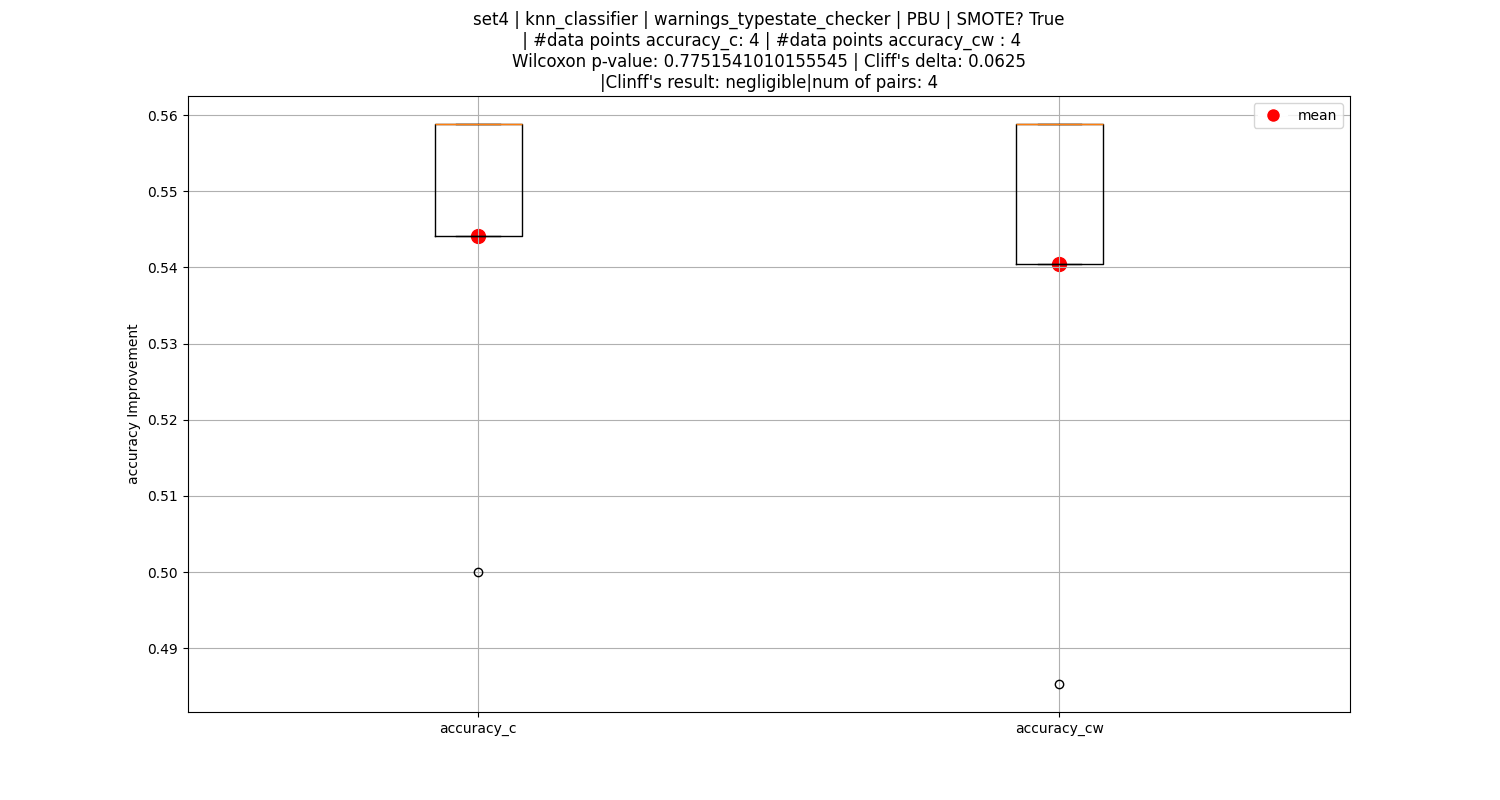 set4 | knn_classifier | warnings_typestate_checker | PBU | SMOTE? True
| #data points accuracy_c: 4 | #data points accuracy_cw : 4
Wilcoxon p-value: 0.7751541010155545 | Cliff's delta: 0.0625
|Clinff's result: negligible|num of pairs: 4
mean
0.56
0.55
0.54
0.53
0.52
0.51
0.50
0.49
accuracy Improvement
accuracy_c
accuracy_cw